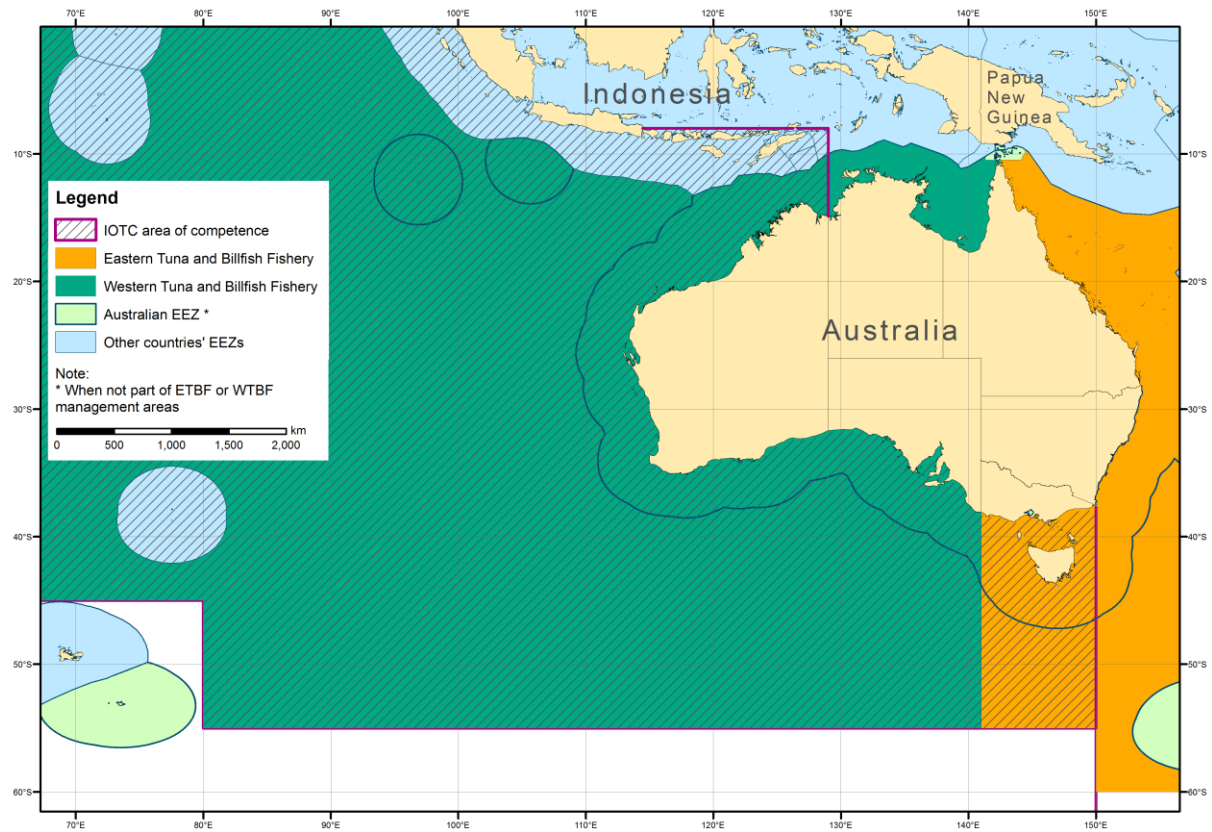 70°E 80°E 90°E 100°E 110°E 120°E 130°E 140°E 150°E
Indonesia
Papua
New
Guinea
10°S 10°S
Legend
IOTC area of competence
Eastern Tuna and Billfish Fishery
Western Tuna and Billfish Fishery
Australian EEZ *
Other countries' EEZs
Note:
* When not part of ETBF or WTBF
management areas
km
0 500 1,000 1,500 2,000
20°S 20°S
Australia
30°S 30°S
40°S 40°S
50°S 50°S
60°S 60°S
70°E 80°E 90°E 100°E 110°E 120°E 130°E 140°E 150°E